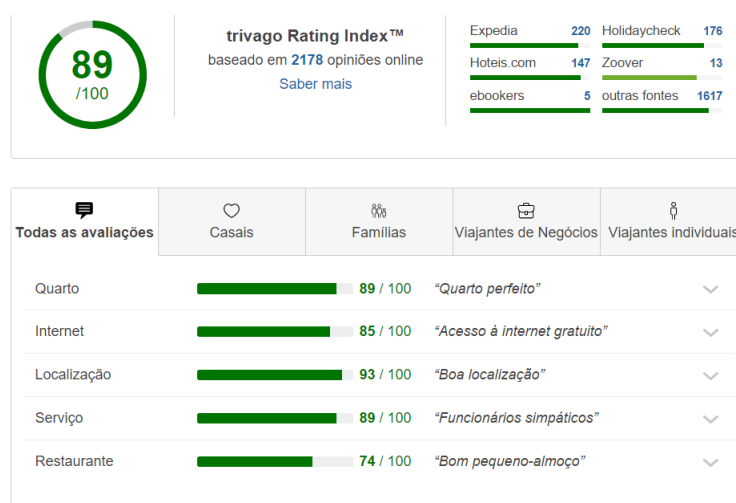 89
/100
trivago Rating Index™
baseado em 2178 opiniões online
Saber mais
Expedia 220 Holidaycheck 176
Hoteis.com 147 Zoover 13
ebookers 5 outras fontes 1617
Todas as avaliações Casais Famílias Viajantes de Negócios Viajantes individuais
Quarto 89 / 100 “Quarto perfeito”
Internet 85 / 100 “Acesso à internet gratuito”
Localização 93 / 100 “Boa localização”
Serviço 89 / 100 “Funcionários simpáticos”
Restaurante 74 / 100 “Bom pequeno-almoço”